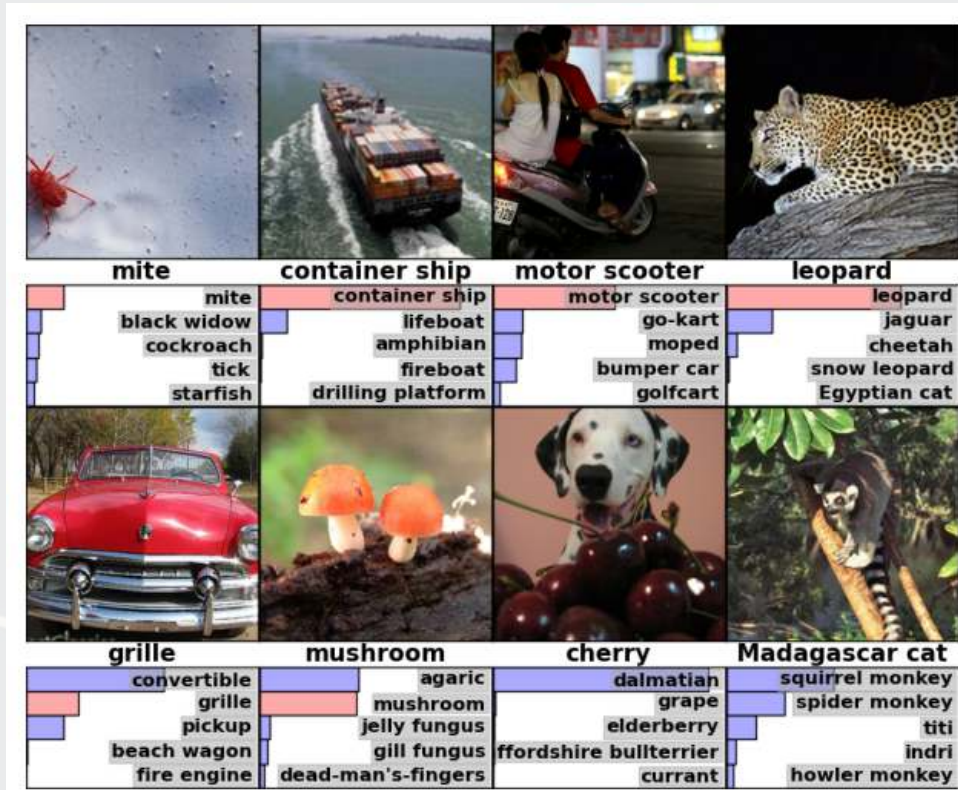 mite
container ship
motor scooter
leopard
mite
black widow
cockroach
tick
starfish
container ship
lifeboat
amphibian
fireboat
drilling platform
motor scooter
go-kart
moped
bumper car
golfcart
leopard
jaguar
cheetah
snow leopard
Egyptian cat
grille
mushroom
cherry
Madagascar cat
convertible
grille
pickup
beach wagon
fire engine
agaric
mushroom
jelly fungus
gill fungus
dead-man's-fingers
dalmatian
grape
elderberry
ffordshire bullterrier
currant
squirrel monkey
spider monkey
titi
indri
howler monkey